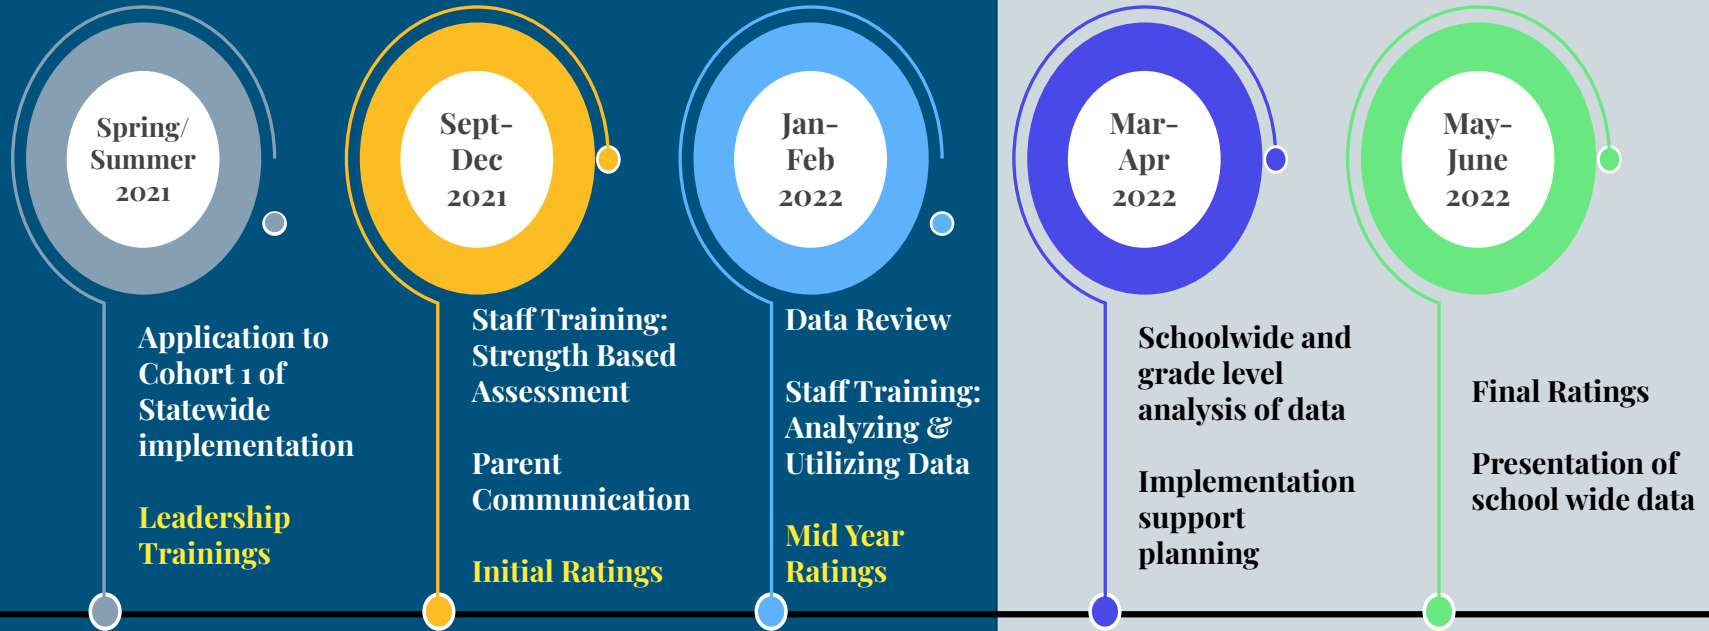 Spring/
Summer
2021
Application to
Cohort 1 of
Statewide
implementation
Leadership
Trainings
Sept-
Dec
2021
Staff Training:
Strength Based
Assessment
Parent
Communication
Initial Ratings
Jan-
Feb
2022
Data Review
Staff Training:
Analyzing &
Utilizing Data
Mid Year
Ratings
Mar-
Apr
2022
Schoolwide and
grade level
analysis of data
Implementation
support
planning
May-
June
2022
Final Ratings
Presentation of
school wide data